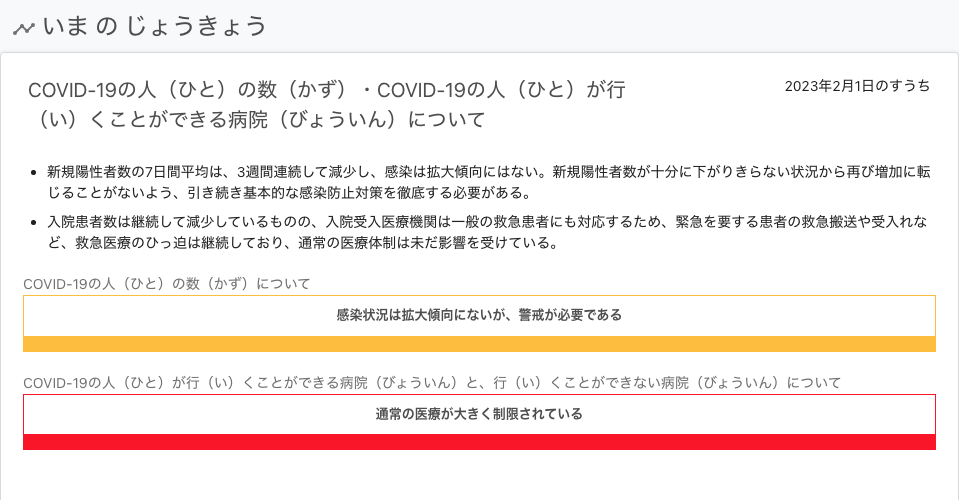 いま の じょうきょう
COVID-19の人（ひと）の数（かず）・COVID-19の人（ひと）が行
（い）くことができる病院（びょういん）について
2023年2月1日のすうち
新規陽性者数の7日間平均は、3週間連続して減少し、感染は拡大傾向にはない。新規陽性者数が十分に下がりきらない状況から再び増加に転
じることがないよう、引き続き基本的な感染防止対策を徹底する必要がある。
入院患者数は継続して減少しているものの、入院受入医療機関は一般の救急患者にも対応するため、緊急を要する患者の救急搬送や受入れな
ど、救急医療のひっ迫は継続しており、通常の医療体制は未だ影響を受けている。
COVID-19の人（ひと）の数（かず）について
感染状況は拡大傾向にないが、警戒が必要である
COVID-19の人（ひと）が行（い）くことができる病院（びょういん）と、行（い）くことができない病院（びょういん）について
通常の医療が大きく制限されている